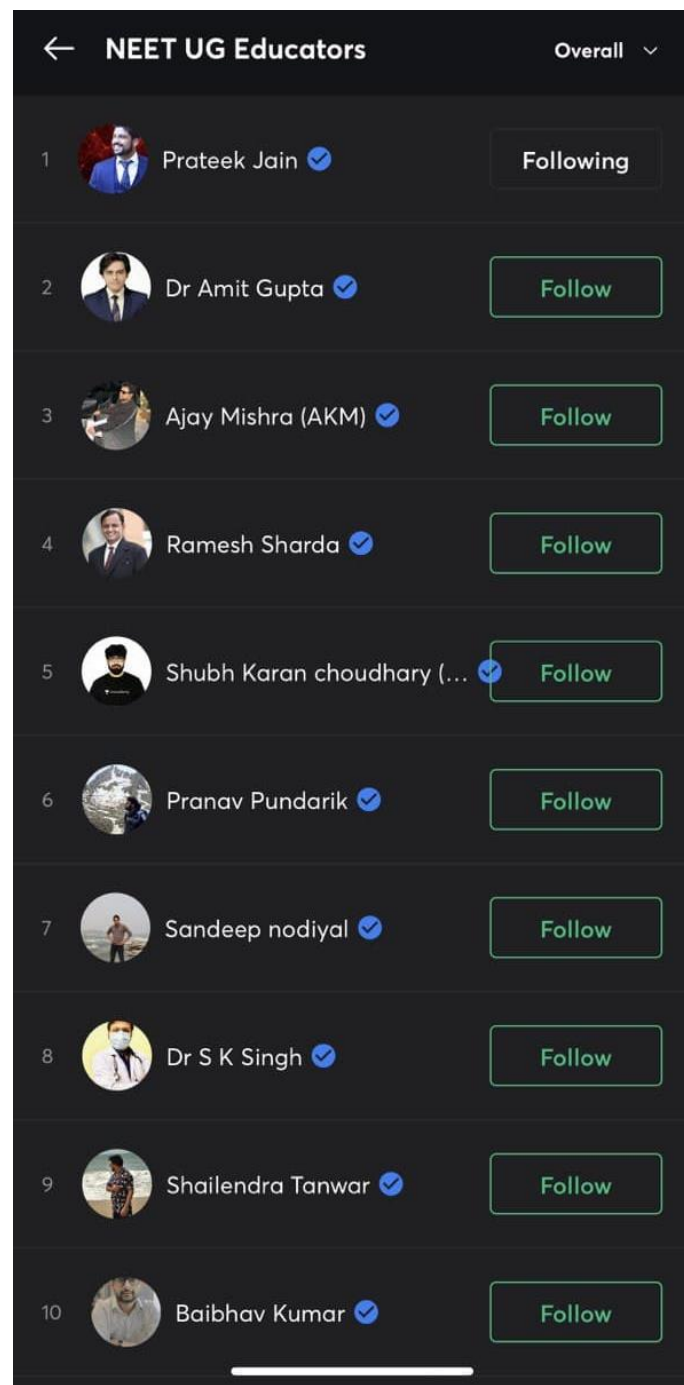 NEET UG Educators
Overall
1 Prateek Jain Following
2 Dr Amit Gupta Follow
3 Ajay Mishra (AKM) Follow
4 Ramesh Sharda Follow
5 Shubh Karan choudhary (... Follow
6 Pranav Pundarik Follow
7 Sandeep nodiyal Follow
8 Dr S K Singh Follow
9 Shailendra Tanwar Follow
10 Baibhav Kumar Follow